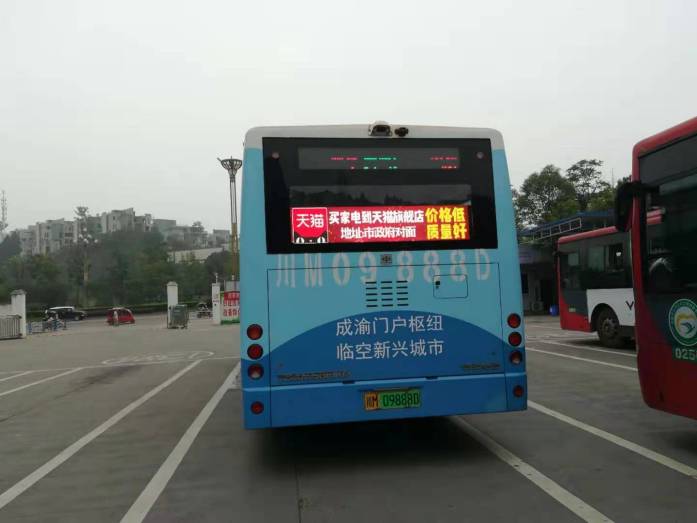 天猫
买家电到天猫旗舰店
地址:市政府对面
价格低
质量好
川M09888D
成渝门户枢纽
临空新兴城市
川M 09888D